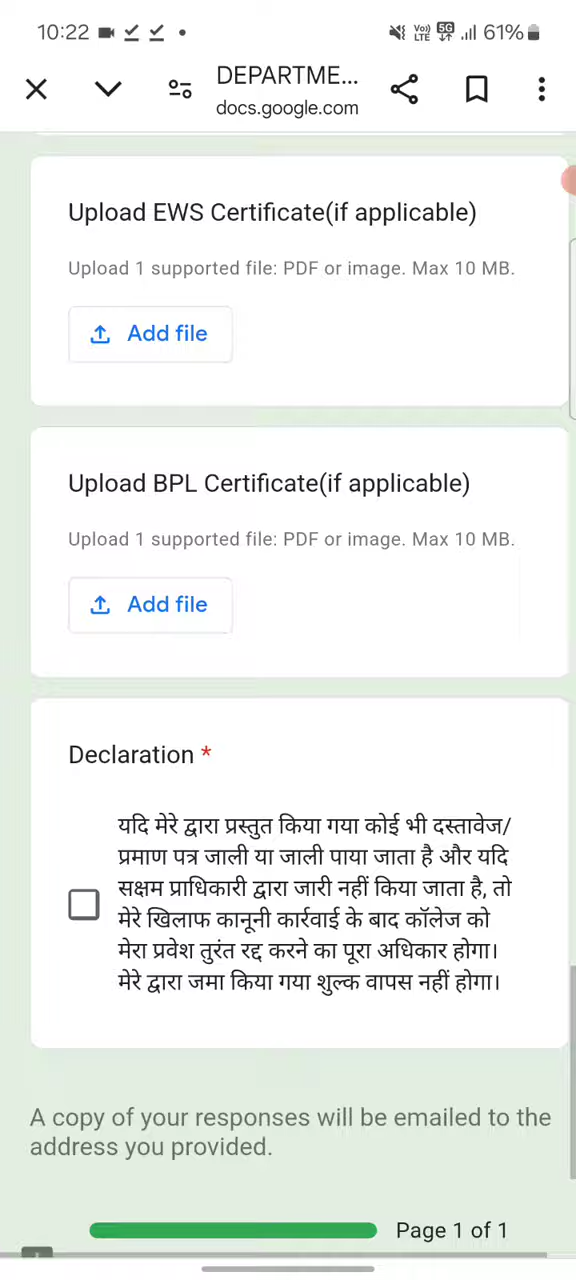 10:22
Vo)) 5G 61%
LTE
DEPARTME...
docs.google.com
Upload EWS Certificate(if applicable)
Upload 1 supported file: PDF or image. Max 10 MB.
Add file
Upload BPL Certificate(if applicable)
Upload 1 supported file: PDF or image. Max 10 MB.
Add file
Declaration *
यदि मेरे द्वारा प्रस्तुत किया गया कोई भी दस्तावेज/
प्रमाण पत्र जाली या जाली पाया जाता है और यदि
सक्षम प्राधिकारी द्वारा जारी नहीं किया जाता है, तो
मेरे खिलाफ कानूनी कार्रवाई के बाद कॉलेज को
मेरा प्रवेश तुरंत रद्द करने का पूरा अधिकार होगा।
मेरे द्वारा जमा किया गया शुल्क वापस नहीं होगा।
A copy of your responses will be emailed to the
address you provided.
Page 1 of 1